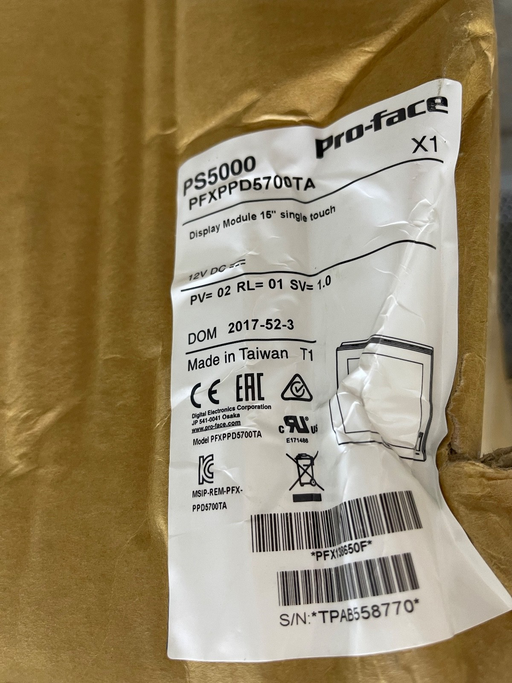 Pro-face
PS5000
X1
PFXPPD5700TA
Display Module 15" single touch
12V DC
PV= 02 RL= 01 SV= 1.0
DOM 2017-52-3
Made in Taiwan T1
CE EAC
Digital Electronics Corporation
JP 541-0041 Osaka
www.pro-face.com
Model PFXPPD5700TA
c RU us
E171486
MSIP-REM-PFX-
PPD5700TA
S/N:*TPAB558770*